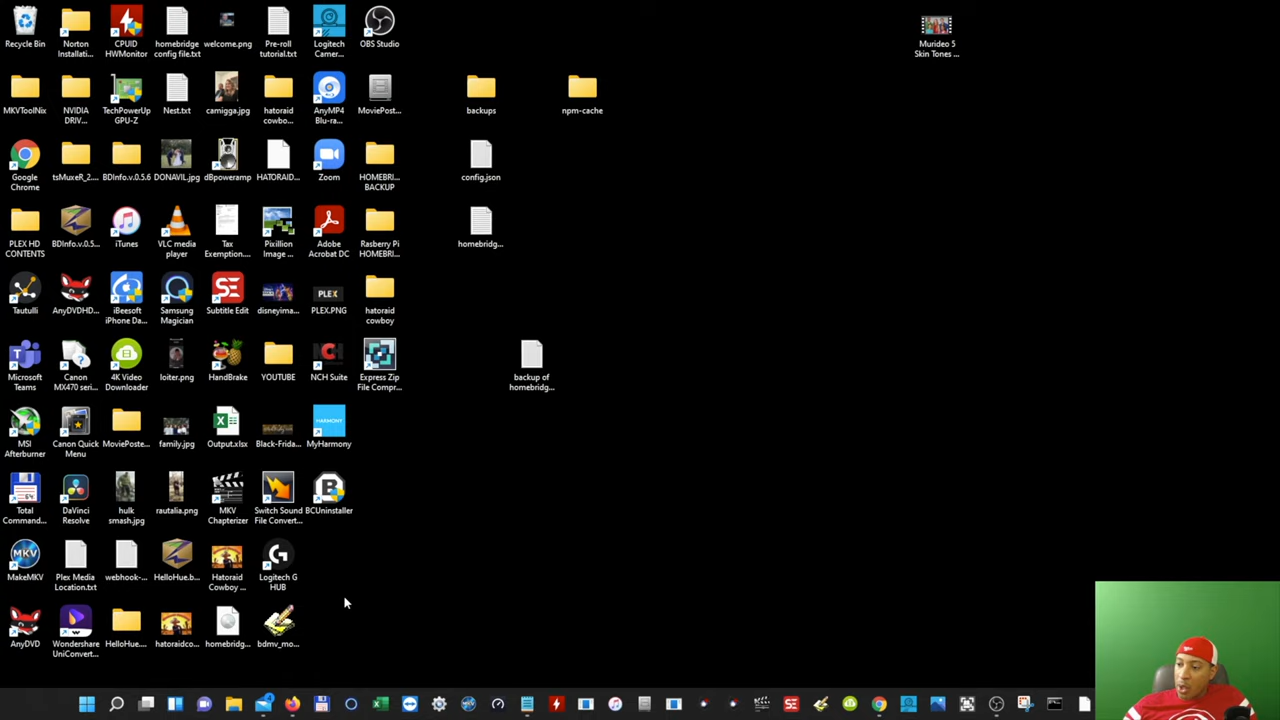 Recycle Bin
Norton
Installati...
CPUID
HWMonitor
homebridge
config file.txt
welcome.png
Pre-roll
tutorial.txt
Logitech
Camer...
OBS Studio
Murideo 5
Skin Tones ...
MKVToolNix
NVIDIA
DRIV...
TechPowerUp
GPU-Z
Nest.txt
camigga.jpg
hatoraid
cowbo...
AnyMP4
Blu-ra...
MoviePost...
backups
npm-cache
Google
Chrome
tsMuxeR_2....
BDInfo.v.0.5.6
DONAVIL.jpg
dBpoweramp
HATORAID...
Zoom
HOMEBRI...
BACKUP
config.json
PLEX HD
CONTENTS
BDInfo.v.0.5...
iTunes
VLC media
player
Tax
Exemption....
Pixillion
Image ...
Adobe
Acrobat DC
Rasberry Pi
HOMEBRI...
homebridg...
Tautulli
AnyDVDHD...
iBeesoft
iPhone Da...
Samsung
Magician
SE
Subtitle Edit
disneyima...
PLEX
PLEX.PNG
hatoraid
cowboy
Microsoft
Teams
Canon
MX470 seri...
4K Video
Downloader
loiter.png
HandBrake
YOUTUBE
NCH
NCH Suite
Express Zip
File Compr...
backup of
homebridg...
MSI
Afterburner
Canon Quick
Menu
MoviePoste...
family.jpg
Output.xlsx
Black-Frida...
HARMONY
MyHarmony
Total
Command...
DaVinci
Resolve
hulk
smash.jpg
rautalia.png
MKV
Chapterizer
Switch Sound
File Convert...
B
BCUninstaller
MKV
MakeMKV
Plex Media
Location.txt
webhook-...
HelloHue.b...
Hatoraid
Cowboy ...
G
Logitech G
HUB
AnyDVD
Wondershare
UniConvert...
HelloHue....
hatoraidco...
homebridg...
bdmv_mo...
SE